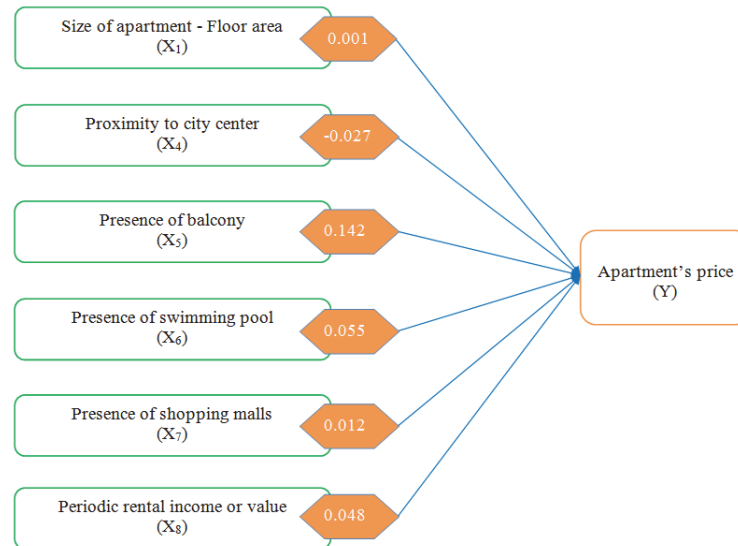 Size of apartment - Floor area
(X₁)
0.001
Proximity to city center
(X₄)
-0.027
Presence of balcony
(X₅)
0.142
Apartment’s price
(Y)
Presence of swimming pool
(X₆)
0.055
Presence of shopping malls
(X₇)
0.012
Periodic rental income or value
(X₈)
0.048